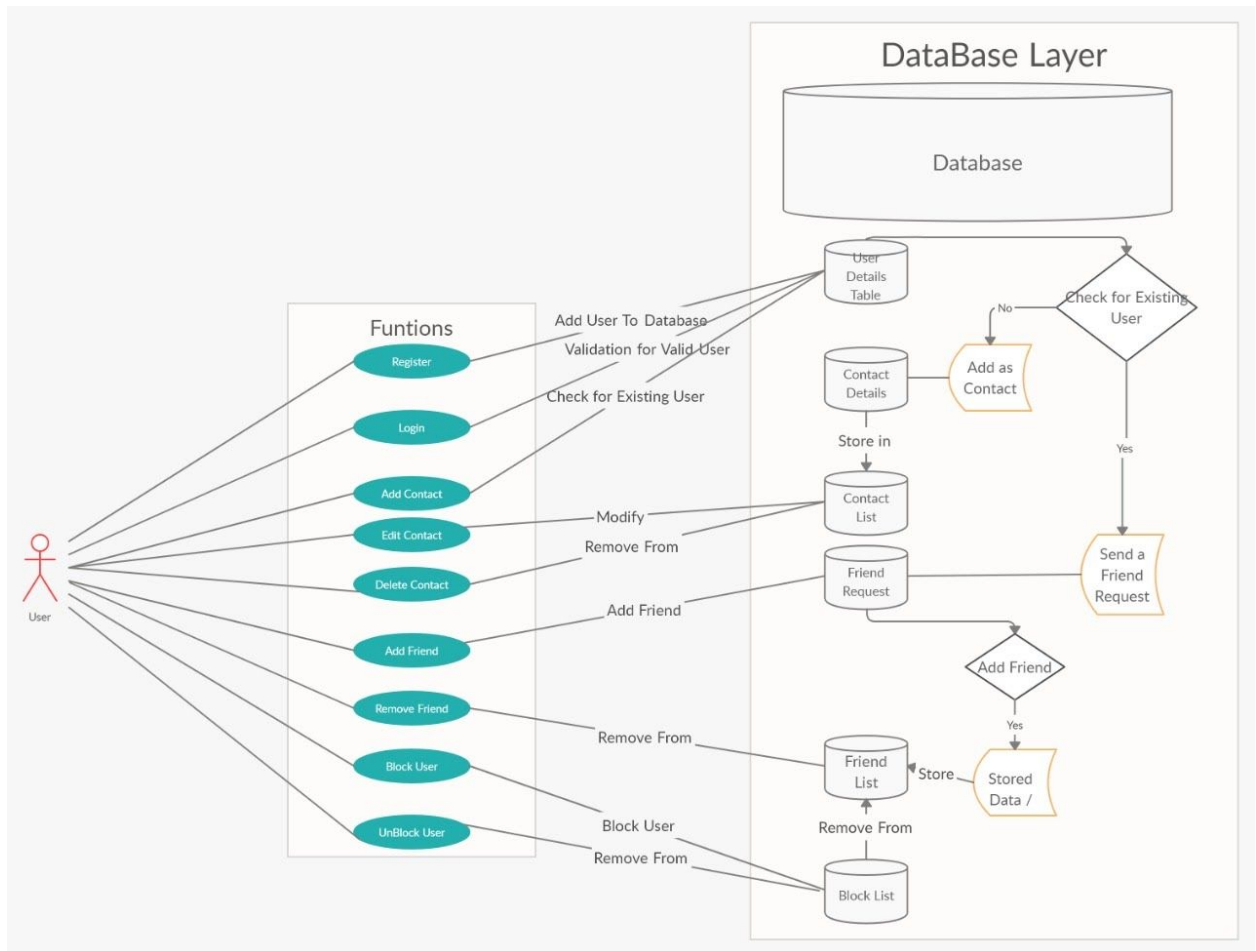 DataBase Layer
Database
User
Details
Table
Check for Existing
User
No
Add as
Contact
Contact
Details
Store in
Yes
Contact
List
Send a
Friend
Request
Friend
Request
Add Friend
Yes
Stored
Data /
Store
Friend
List
Remove From
Block List
Add User To Database
Validation for Valid User
Check for Existing User
Modify
Remove From
Add Friend
Remove From
Block User
Remove From
Funtions
Register
Login
Add Contact
Edit Contact
Delete Contact
Add Friend
Remove Friend
Block User
UnBlock User
User